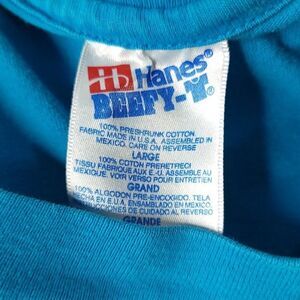 Hb Hanes®
BEEFY-T®
100% PRESHRUNK COTTON
FABRIC MADE IN U.S.A. ASSEMBLED IN
MEXICO. CARE ON REVERSE
LARGE
100% COTON PRERETRECI
TISSU FABRIQUE AUX E.-U. ASSEMBLE AU
MEXIQUE. VOIR VERSO POUR ENTRETIEN
GRAND
100% ALGODON PRE-ENCOGIDO. TELA
HECHA EN E.U.A. ENSAMBLADO EN MEXICO.
INSTRUCCIONES DE CUIDADO AL REVERSO
GRANDE